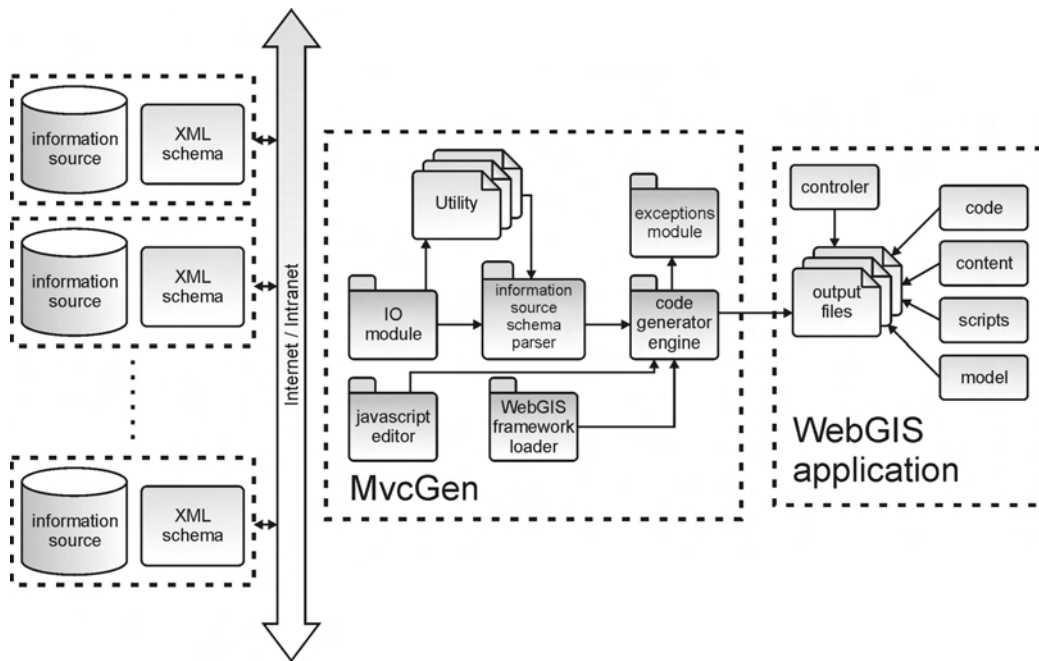 information
source
XML
schema
information
source
XML
schema
information
source
XML
schema
Internet / Intranet
Utility
exceptions
module
IO
module
information
source
schema
parser
code
generator
engine
javascript
editor
WebGIS
framework
loader
MvcGen
controler
output
files
code
content
scripts
model
WebGIS
application